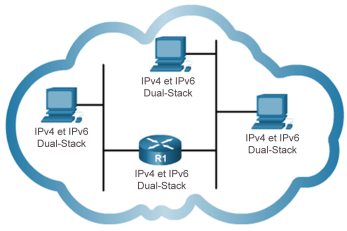 IPv4 et IPv6
Dual-Stack
IPv4 et IPv6
Dual-Stack
IPv4 et IPv6
Dual-Stack
R1
IPv4 et IPv6
Dual-Stack